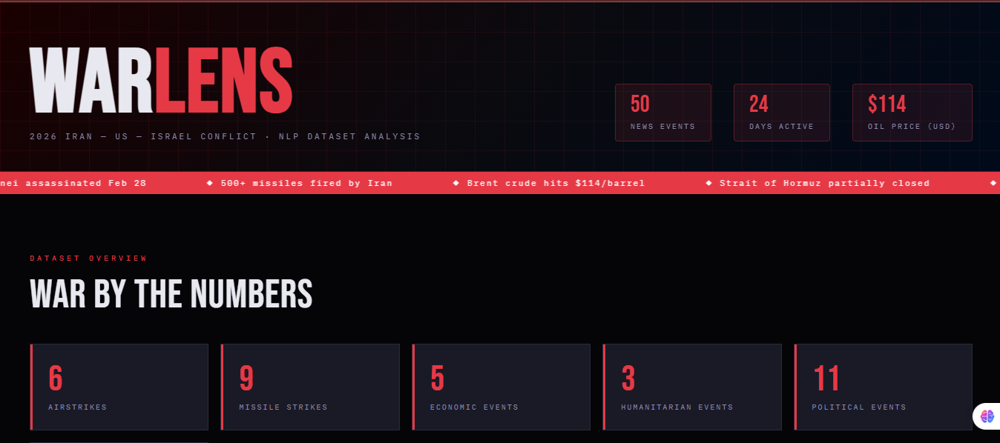 WARLENS
2026 IRAN — US — ISRAEL CONFLICT · NLP DATASET ANALYSIS
50
NEWS EVENTS
24
DAYS ACTIVE
$114
OIL PRICE (USD)
nei assassinated Feb 28 ◆ 500+ missiles fired by Iran ◆ Brent crude hits $114/barrel ◆ Strait of Hormuz partially closed ◆
DATASET OVERVIEW
WAR BY THE NUMBERS
6
AIRSTRIKES
9
MISSILE STRIKES
5
ECONOMIC EVENTS
3
HUMANITARIAN EVENTS
11
POLITICAL EVENTS